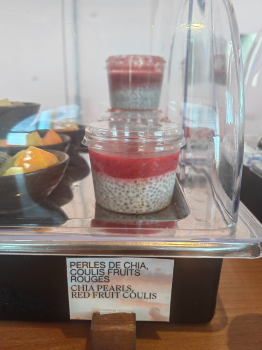 PERLES DE CHIA,
COULIS FRUITS
ROUGES
CHIA PEARLS,
RED FRUIT COULIS